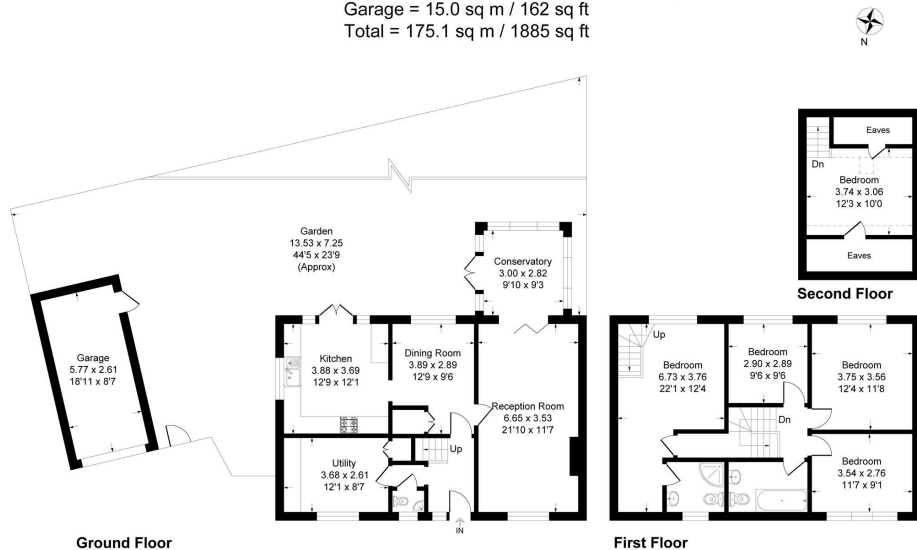 Garage = 15.0 sq m / 162 sq ft
Total = 175.1 sq m / 1885 sq ft
N
Eaves
Dn
Bedroom
3.74 x 3.06
12'3 x 10'0
Eaves
Second Floor
Garden
13.53 x 7.25
44'5 x 23'9
(Approx)
Conservatory
3.00 x 2.82
9'10 x 9'3
Garage
5.77 x 2.61
18'11 x 8'7
Kitchen
3.88 x 3.69
12'9 x 12'1
Dining Room
3.89 x 2.89
12'9 x 9'6
Reception Room
6.65 x 3.53
21'10 x 11'7
Utility
3.68 x 2.61
12'1 x 8'7
Up
IN
Ground Floor
Up
Bedroom
6.73 x 3.76
22'1 x 12'4
Bedroom
2.90 x 2.89
9'6 x 9'6
Bedroom
3.75 x 3.56
12'4 x 11'8
Dn
Bedroom
3.54 x 2.76
11'7 x 9'1
First Floor